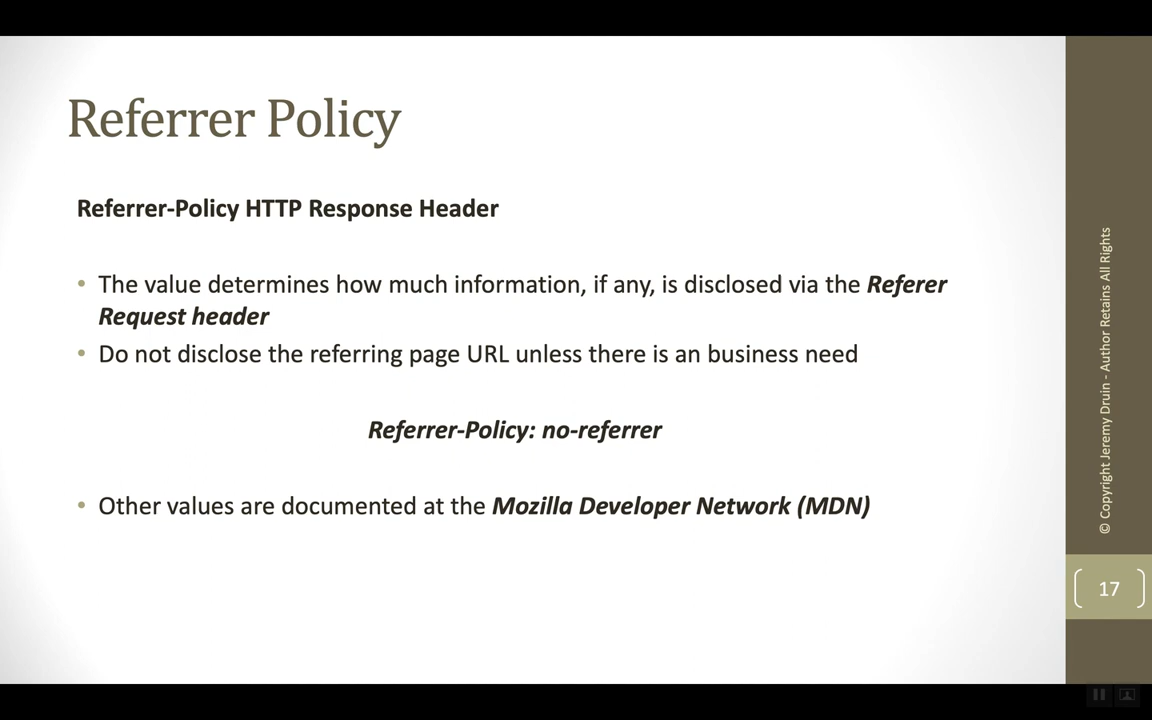 Referrer Policy
Referrer-Policy HTTP Response Header
• The value determines how much information, if any, is disclosed via the Referer
Request header
• Do not disclose the referring page URL unless there is an business need
Referrer-Policy: no-referrer
• Other values are documented at the Mozilla Developer Network (MDN)
© Copyright Jeremy Druin - Author Retains All Rights
17